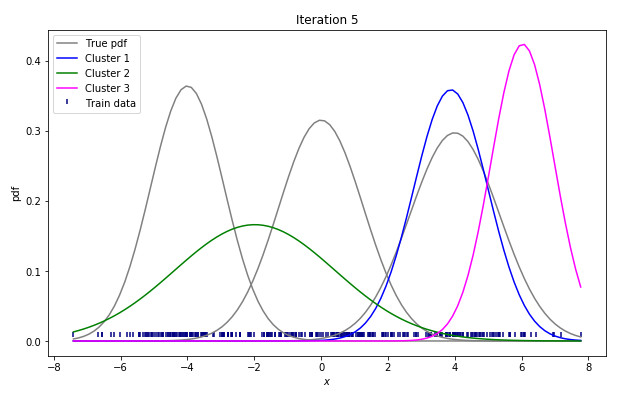 Iteration 5
True pdf
Cluster 1
Cluster 2
Cluster 3
Train data
pdf
0.4
0.3
0.2
0.1
0.0
−8 −6 −4 −2 0 2 4 6 8
x